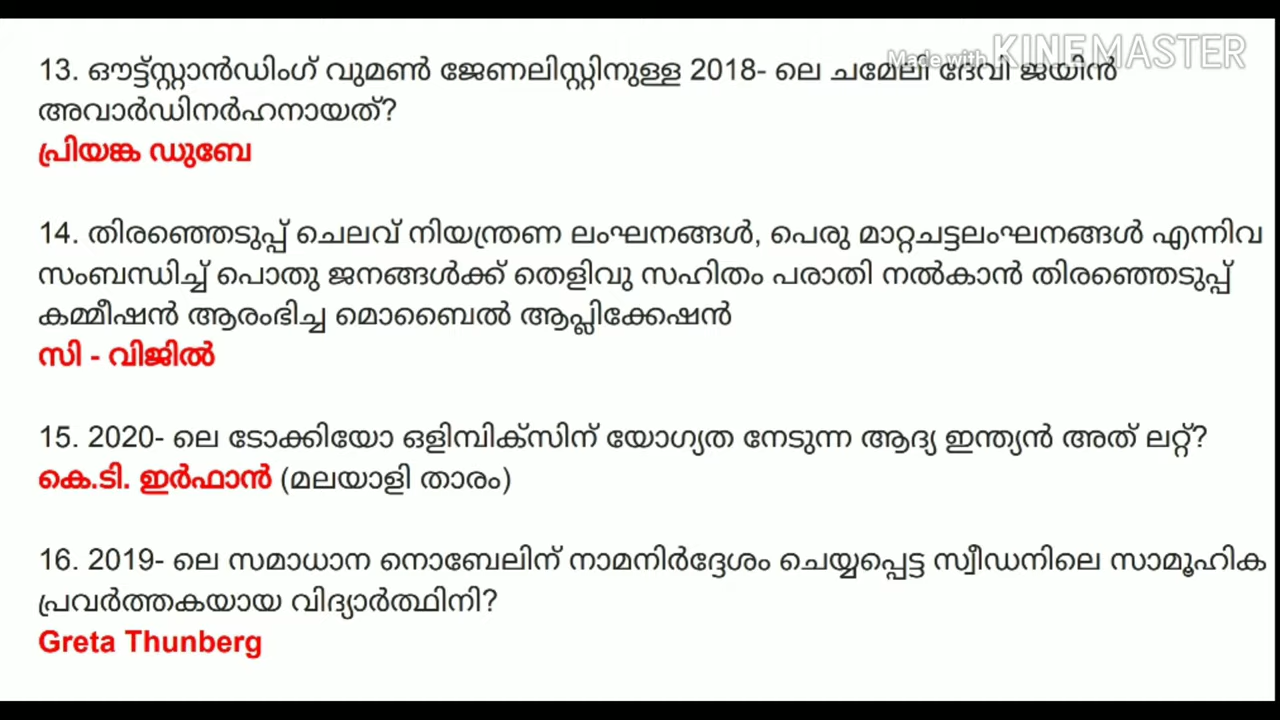 Made with KINEMASTER
13. ഔട്ട്സ്റ്റാൻഡിംഗ് വുമൺ ജേണലിസ്റ്റിനുള്ള 2018- ലെ ചമേലി ദേവി ജയിൻ
അവാർഡിനർഹനായത്?
പ്രിയങ്ക ഡുബേ
14. തിരഞ്ഞെടുപ്പ് ചെലവ് നിയന്ത്രണ ലംഘനങ്ങൾ, പെരു മാറ്റചട്ടലംഘനങ്ങൾ എന്നിവ
സംബന്ധിച്ച് പൊതു ജനങ്ങൾക്ക് തെളിവു സഹിതം പരാതി നൽകാൻ തിരഞ്ഞെടുപ്പ്
കമ്മീഷൻ ആരംഭിച്ച മൊബൈൽ ആപ്ലിക്കേഷൻ
സി - വിജിൽ
15. 2020- ലെ ടോക്കിയോ ഒളിമ്പിക്സിന് യോഗ്യത നേടുന്ന ആദ്യ ഇന്ത്യൻ അത് ലറ്റ്?
കെ.ടി. ഇർഫാൻ (മലയാളി താരം)
16. 2019- ലെ സമാധാന നൊബേലിന് നാമനിർദ്ദേശം ചെയ്യപ്പെട്ട സ്വീഡനിലെ സാമൂഹിക
പ്രവർത്തകയായ വിദ്യാർത്ഥിനി?
Greta Thunberg